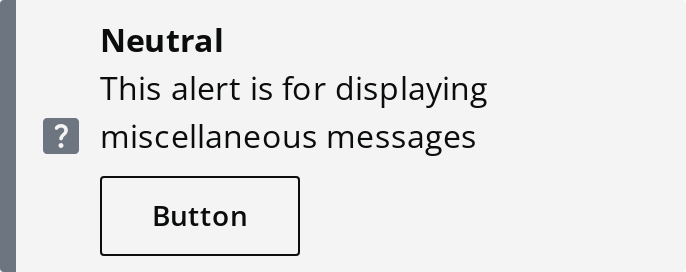 Neutral
This alert is for displaying
miscellaneous messages
?
Button